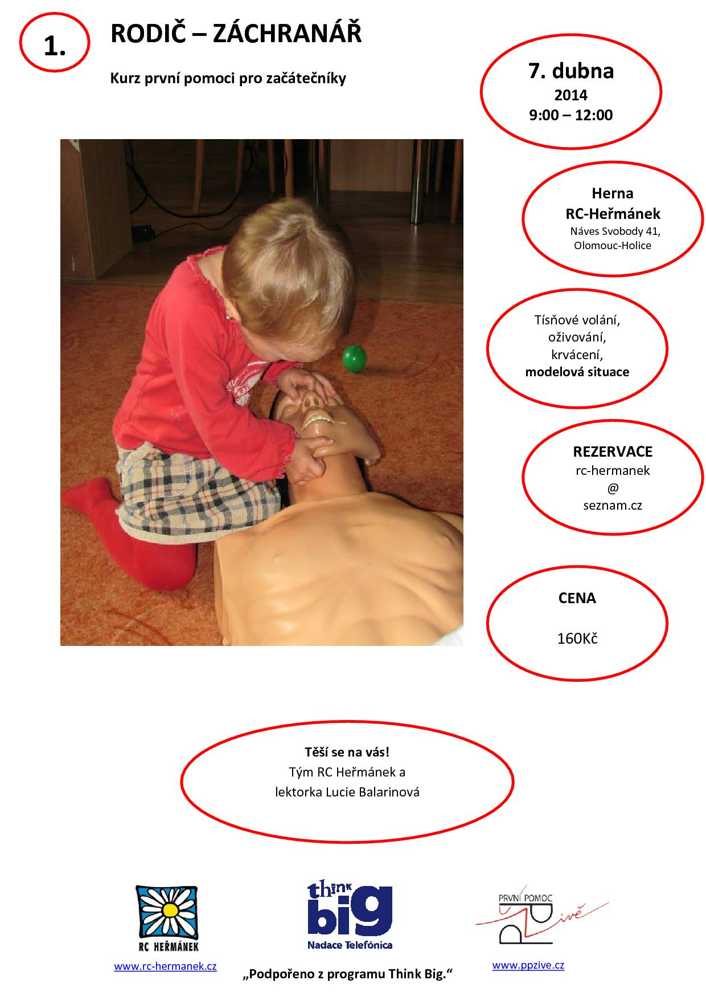 1.
RODIČ – ZÁCHRANÁŘ
Kurz první pomoci pro začátečníky
7. dubna
2014
9:00 – 12:00
Herna
RC-Heřmánek
Náves Svobody 41,
Olomouc-Holice
Tísňové volání,
oživování,
krvácení,
modelová situace
REZERVACE
rc-hermanek
@
seznam.cz
CENA
160Kč
Těší se na vás!
Tým RC Heřmánek a
lektorka Lucie Balarinová
RC HEŘMÁNEK
www.rc-hermanek.cz
think
big
Nadace Telefónica
„Podpořeno z programu Think Big.“
PRVNÍ POMOC
živě
www.ppzive.cz